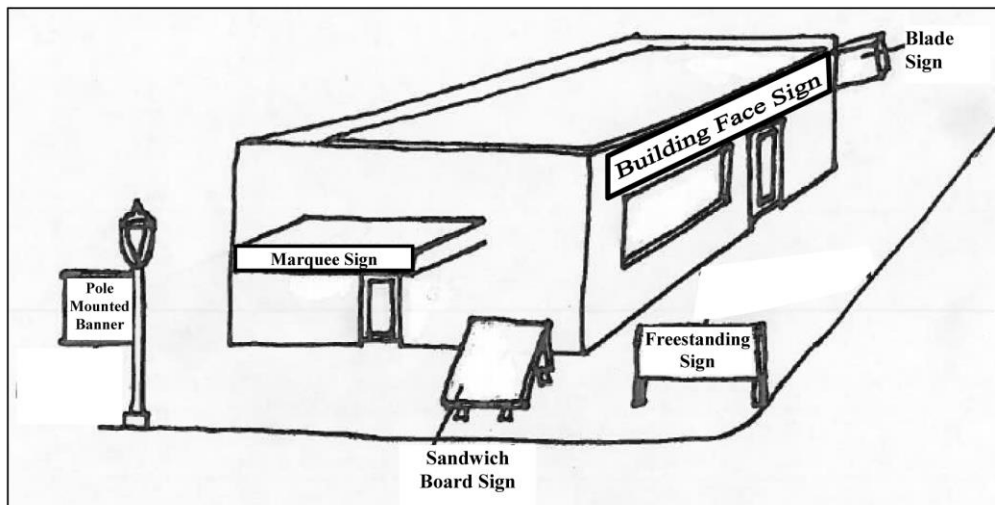 Blade
Sign
Building Face Sign
Marquee Sign
Pole
Mounted
Banner
Freestanding
Sign
Sandwich
Board Sign